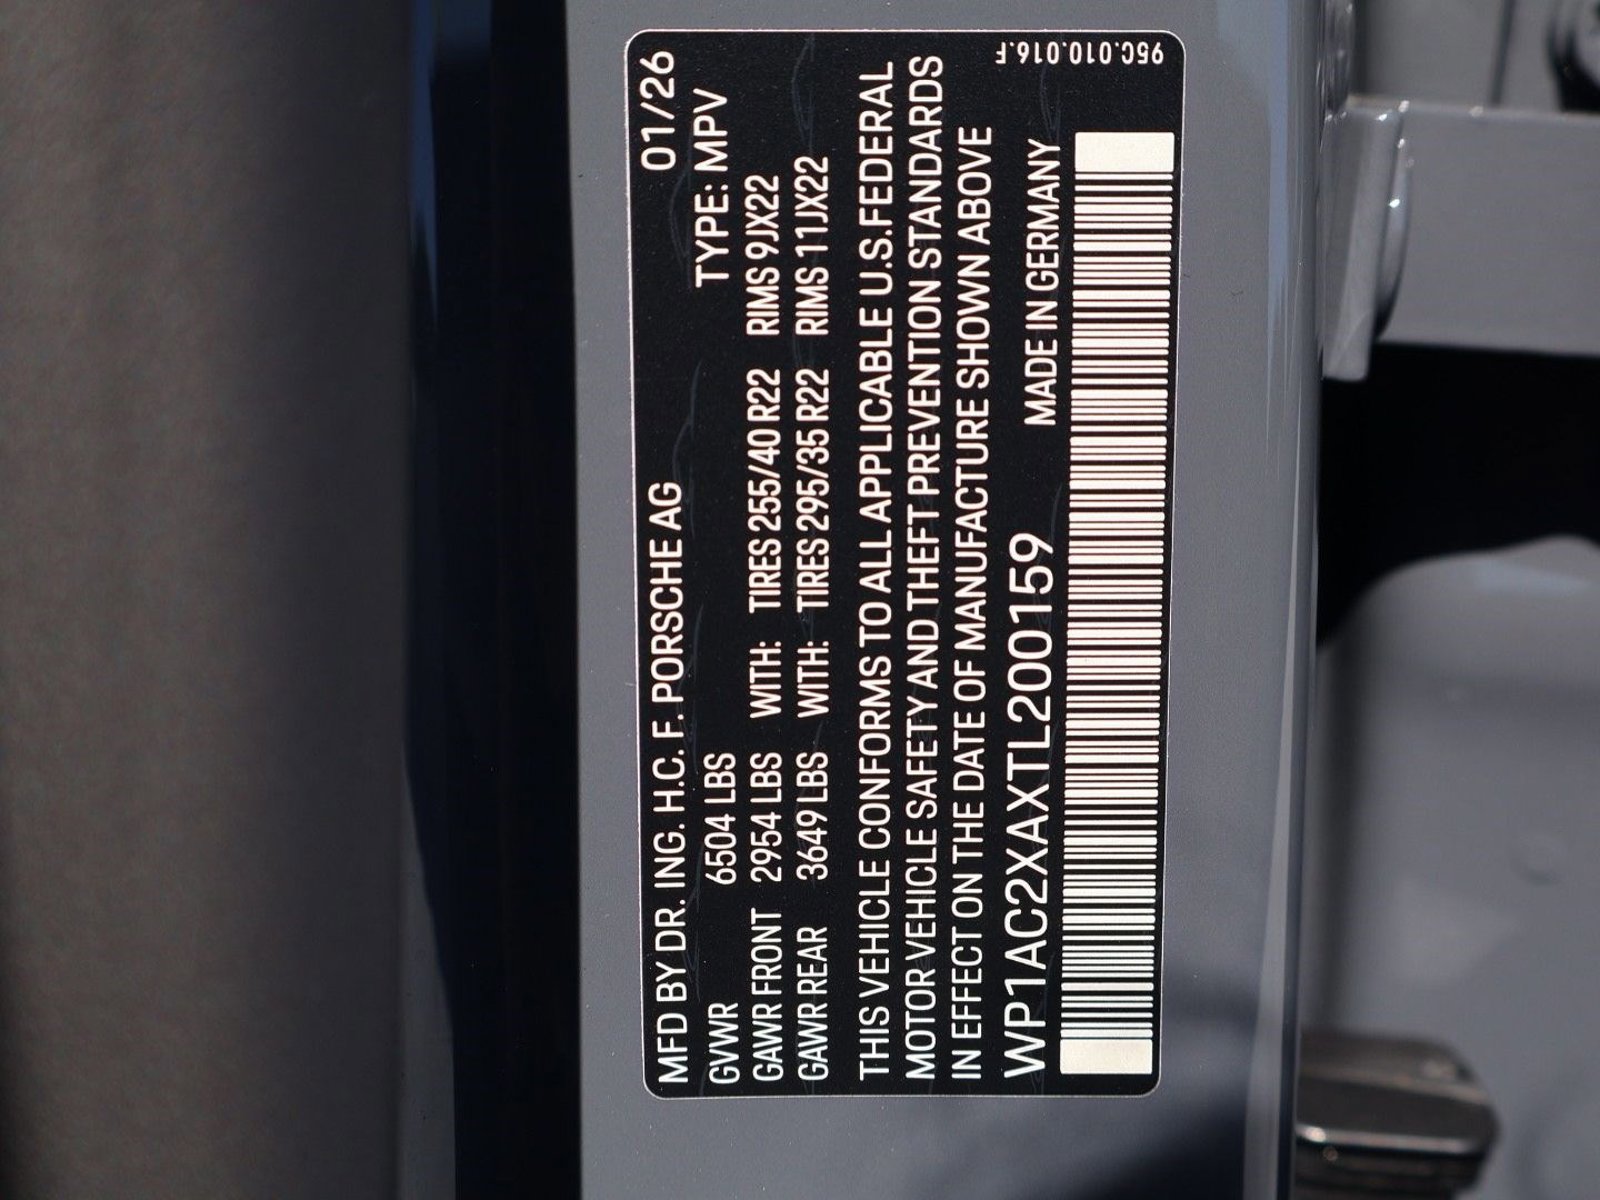 MFD BY DR. ING. H.C. F. PORSCHE AG 01/26
GVWR 6504 LBS TYPE: MPV
GAWR FRONT 2954 LBS WITH: TIRES 255/40 R22 RIMS 9JX22
GAWR REAR 3649 LBS WITH: TIRES 295/35 R22 RIMS 11JX22
THIS VEHICLE CONFORMS TO ALL APPLICABLE U.S.FEDERAL
MOTOR VEHICLE SAFETY AND THEFT PREVENTION STANDARDS
IN EFFECT ON THE DATE OF MANUFACTURE SHOWN ABOVE
WP1AC2XAXTL200159 MADE IN GERMANY
95C.010.016.F